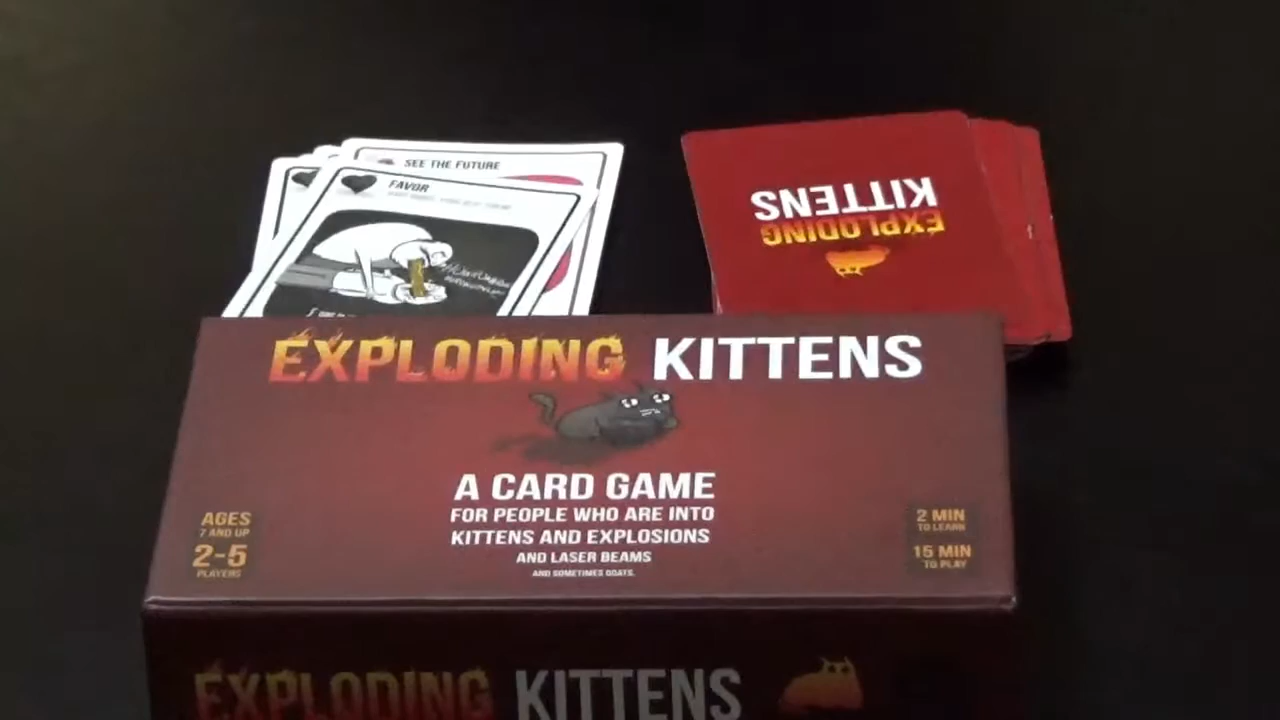 SEE THE FUTURE
FAVOR
EXPLODING
KITTENS
EXPLODING KITTENS
A CARD GAME
FOR PEOPLE WHO ARE INTO
KITTENS AND EXPLOSIONS
AND LASER BEAMS
AND SOMETIMES GOATS.
AGES
7 AND UP
2-5
PLAYERS
2 MIN
TO LEARN
15 MIN
TO PLAY
EXPLODING KITTENS